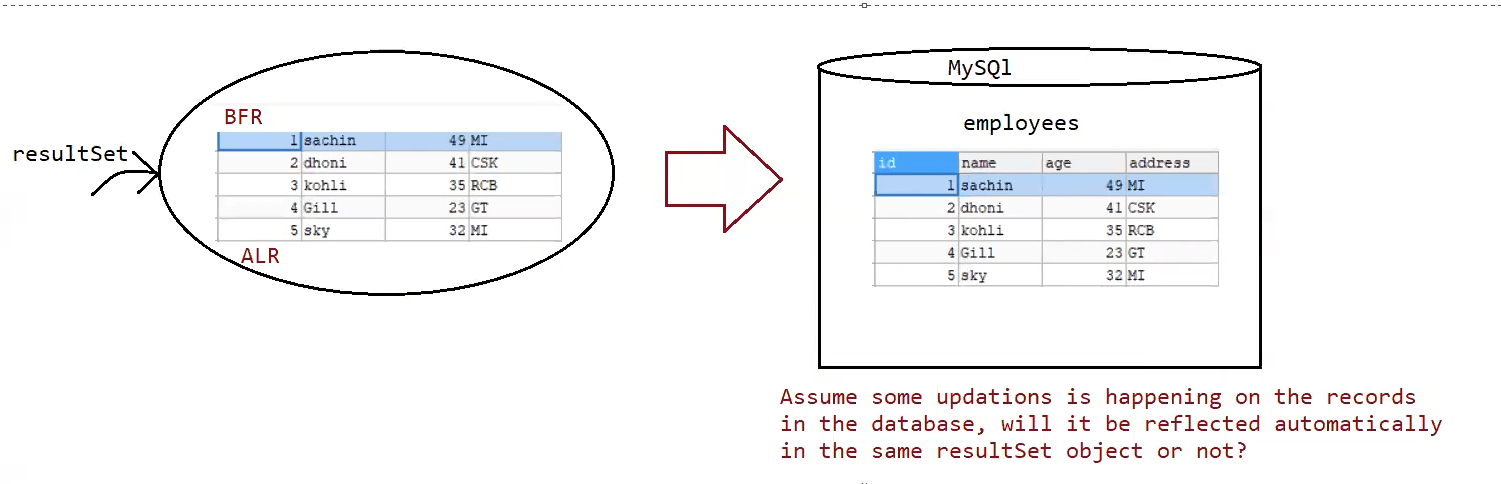 MySQl
employees
BFR
resultSet
1 sachin 49 MI
2 dhoni 41 CSK
3 kohli 35 RCB
4 Gill 23 GT
5 sky 32 MI
ALR
id name age address
1 sachin 49 MI
2 dhoni 41 CSK
3 kohli 35 RCB
4 Gill 23 GT
5 sky 32 MI
Assume some updations is happening on the records
in the database, will it be reflected automatically
in the same resultSet object or not?